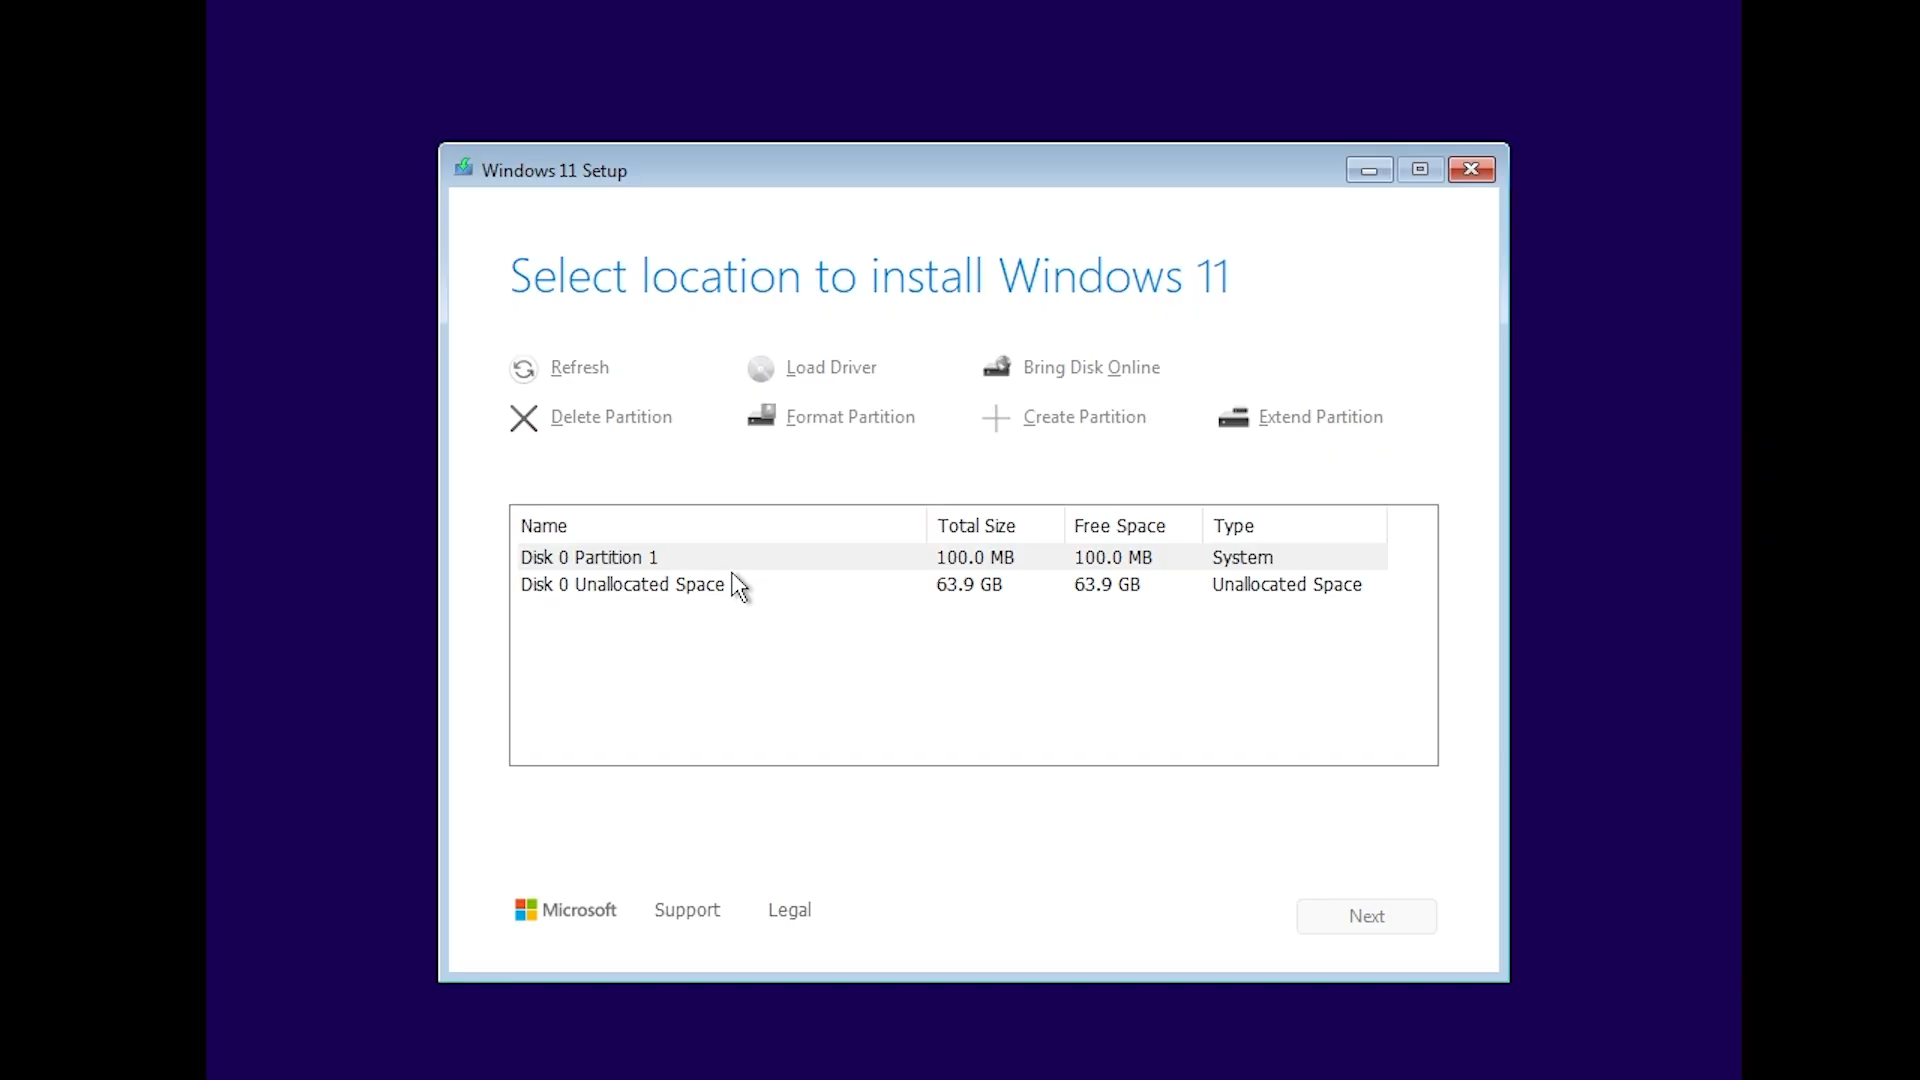 Windows 11 Setup
Select location to install Windows 11
Refresh Load Driver Bring Disk Online
Delete Partition Format Partition Create Partition Extend Partition
Name Total Size Free Space Type
Disk 0 Partition 1 100.0 MB 100.0 MB System
Disk 0 Unallocated Space 63.9 GB 63.9 GB Unallocated Space
Microsoft Support Legal Next